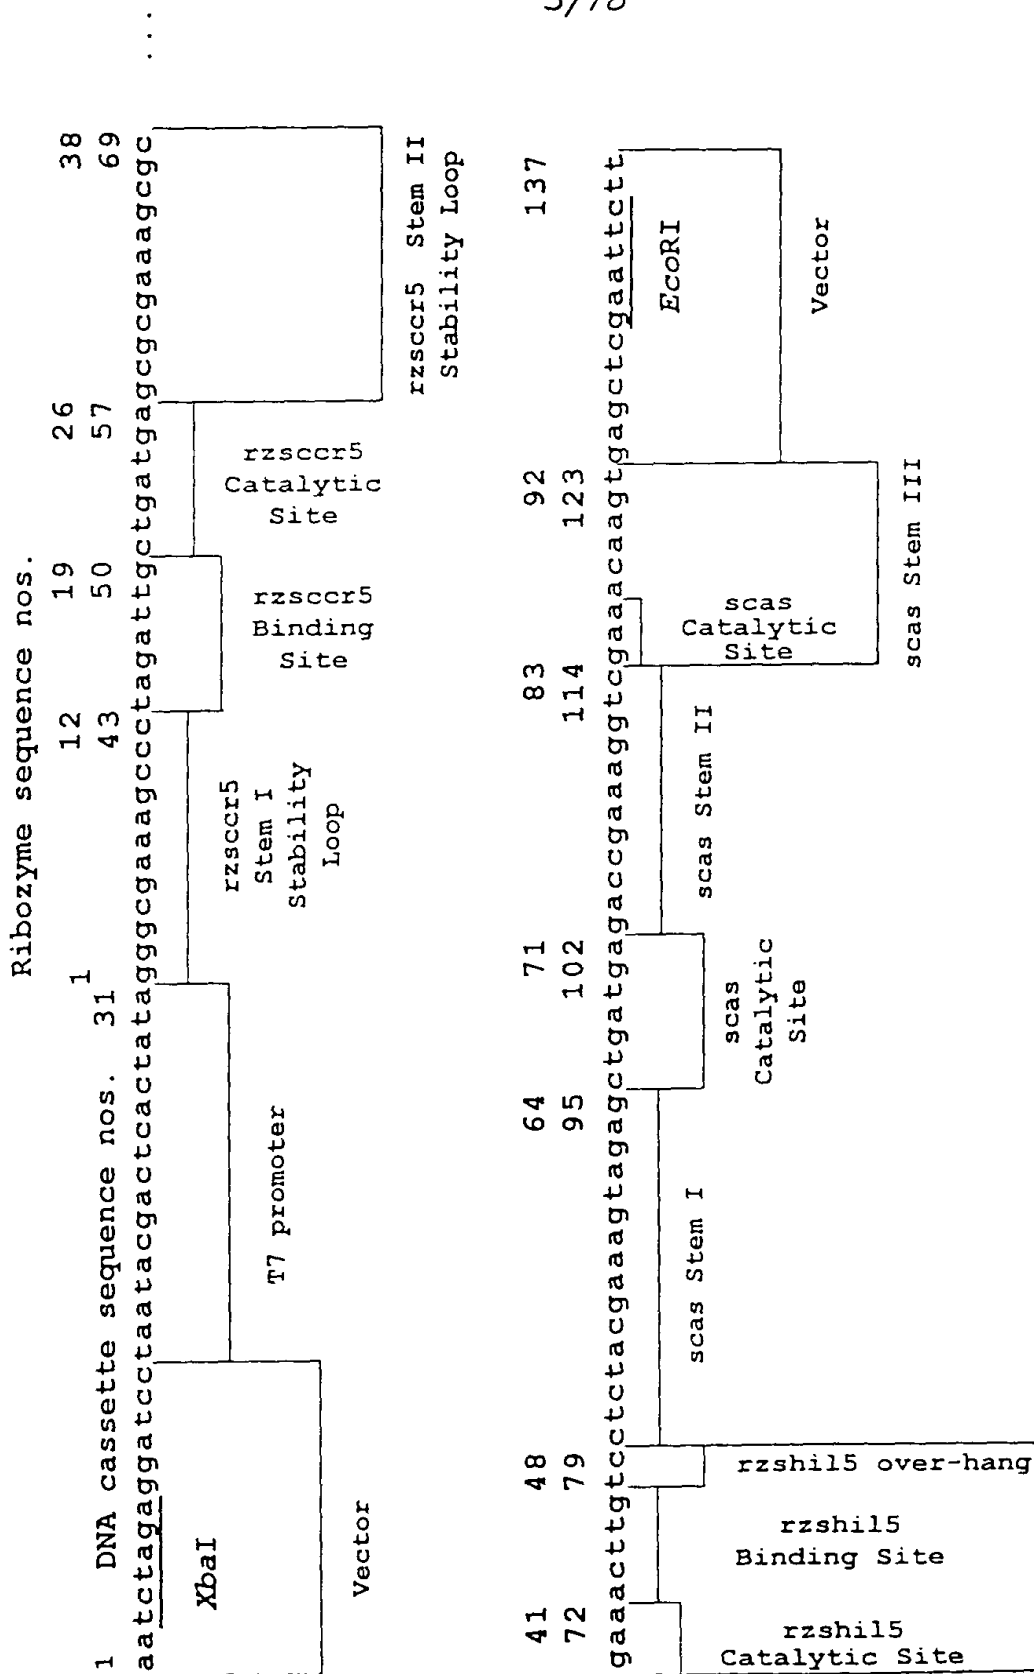 Ribozyme sequence nos.
1 12 19 26 38
1 DNA cassette sequence nos. 31 43 50 57 69
aatctagaggatcctaatacgactcactatagggcgaaagccctagattgctgatgagcgcgaaagcgc ...
XbaI
Vector
T7 promoter
rzsccr5
Stem I
Stability
Loop
rzsccr5
Binding
Site
rzsccr5
Catalytic
Site
rzsccr5 Stem II
Stability Loop
41 48 64 71 83 92
72 79 95 102 114 123 137
gaaacttgtcctctacgaaagtagagctgatgagaccgaaaggtcgaaacaagtgagctcgaattctt
rzshil5
Catalytic Site
rzshil5
Binding Site
rzshil5 over-hang
scas Stem I
scas
Catalytic
Site
scas Stem II
scas
Catalytic
Site
scas Stem III
EcoRI
Vector